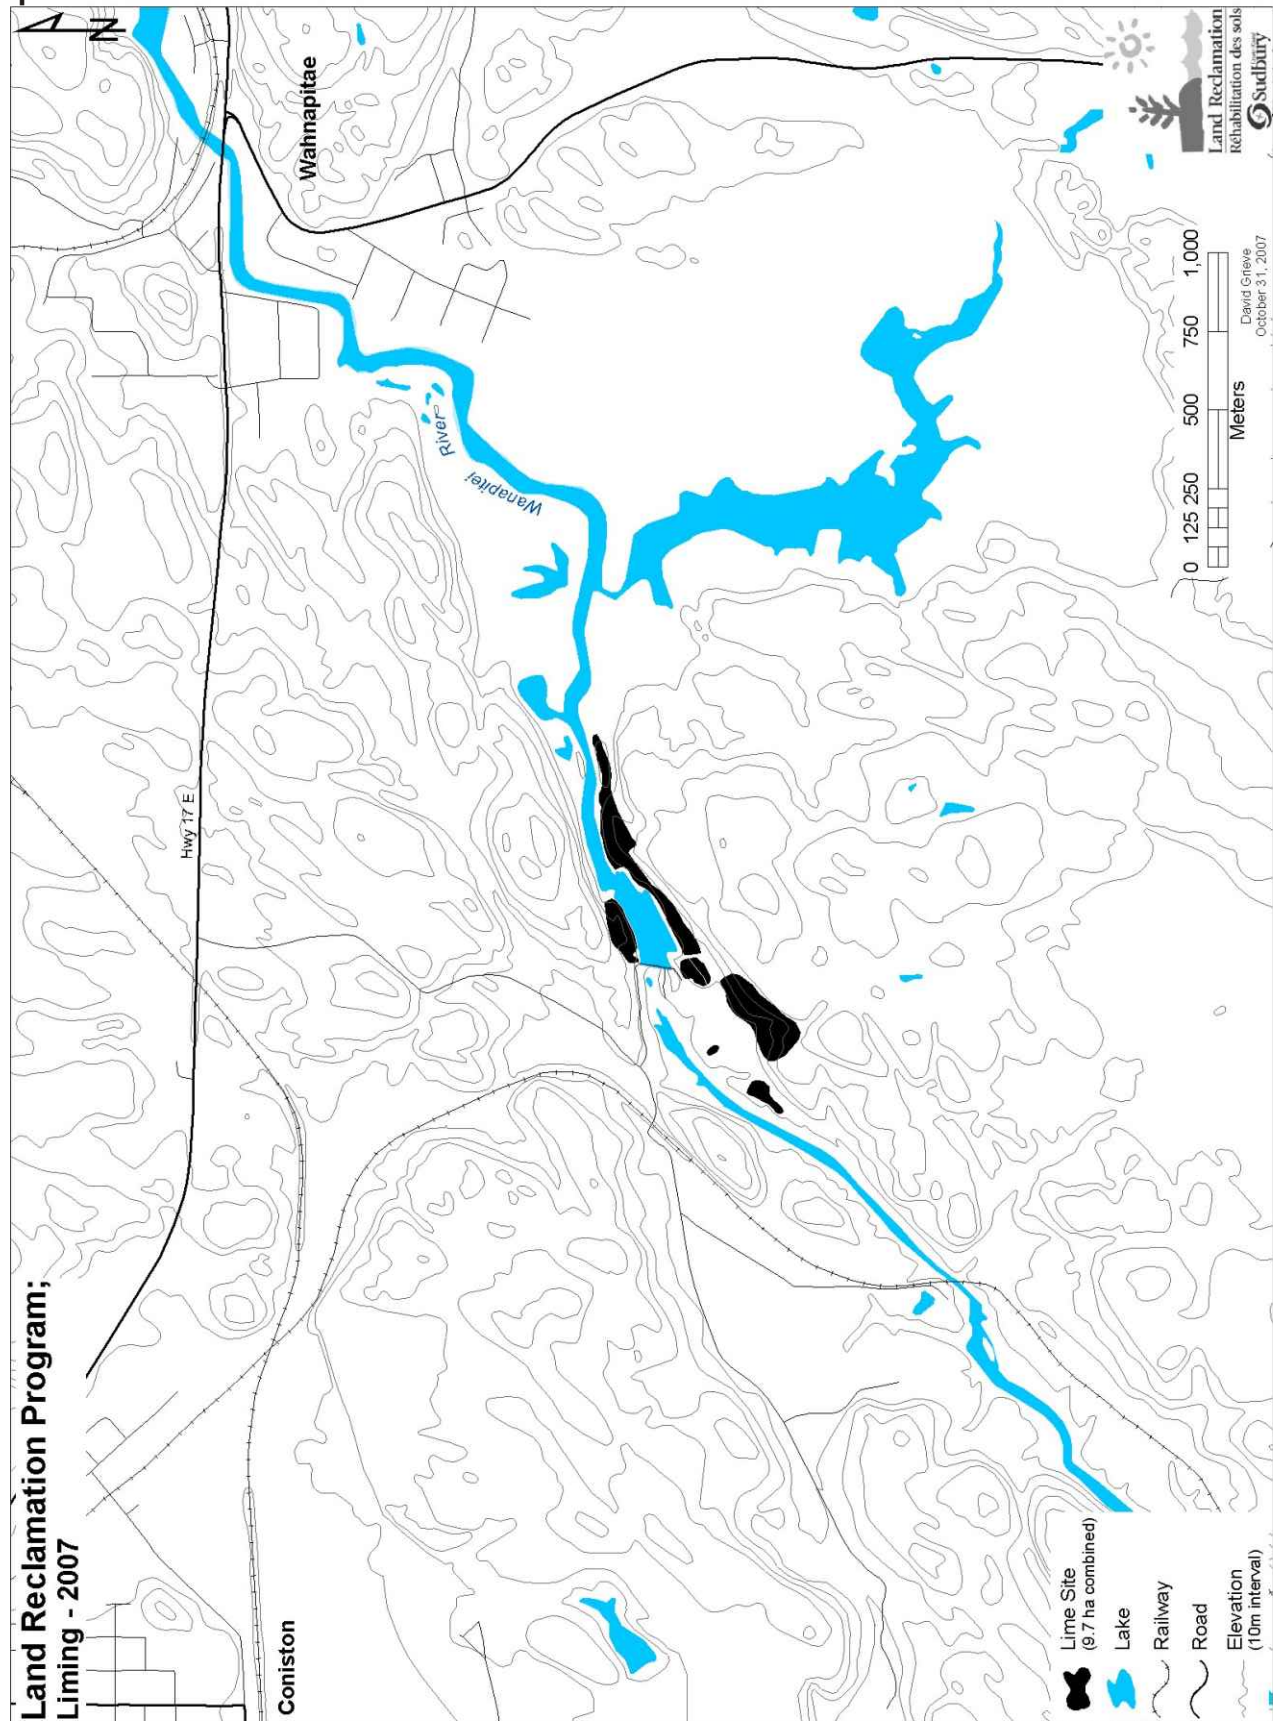 Land Reclamation Program;
Liming - 2007
N
Wahnapitae
Hwy 17 E
River
Wanapitei
Coniston
Lime Site
(9.7 ha combined)
Lake
Railway
Road
Elevation
(10m interval)
0 125 250 500 750 1,000
Meters
David Grieve
October 31, 2007
Land Reclamation
Réhabilitation des sols
Sudbury